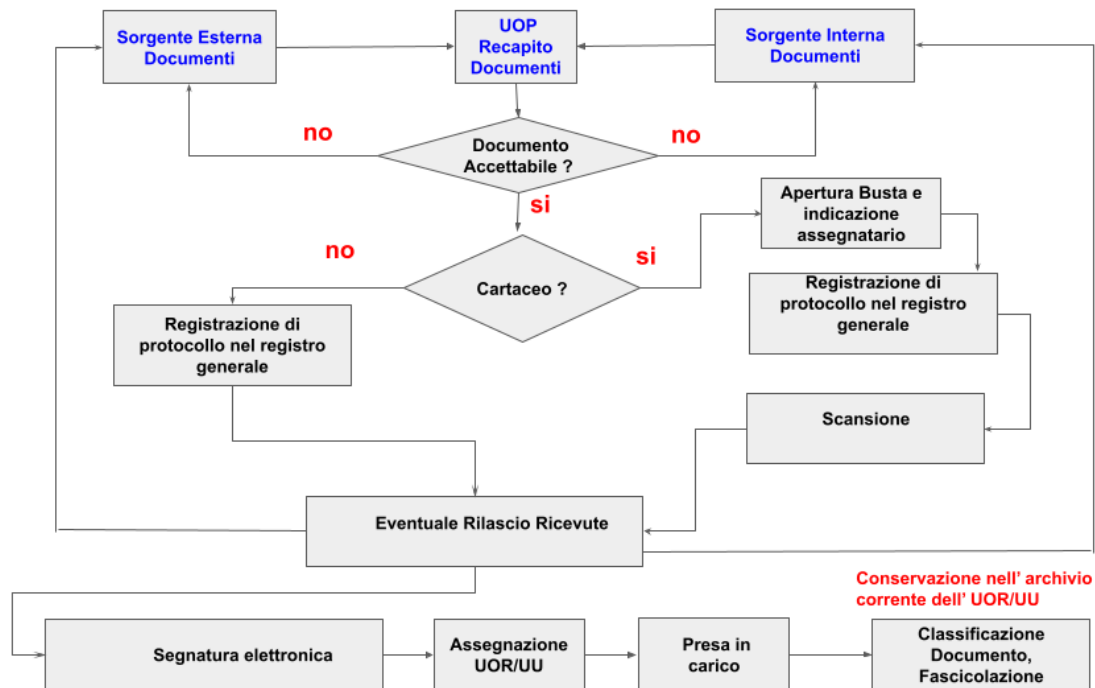 Sorgente Esterna
Documenti
UOP
Recapito
Documenti
Sorgente Interna
Documenti
no
Documento
Accettabile ?
no
si
Apertura Busta e
indicazione
assegnatario
no
si
Cartaceo ?
Registrazione di
protocollo nel registro
generale
Registrazione di
protocollo nel registro
generale
Scansione
Eventuale Rilascio Ricevute
Conservazione nell' archivio
corrente dell' UOR/UU
Segnatura elettronica
Assegnazione
UOR/UU
Presa in
carico
Classificazione
Documento,
Fascicolazione